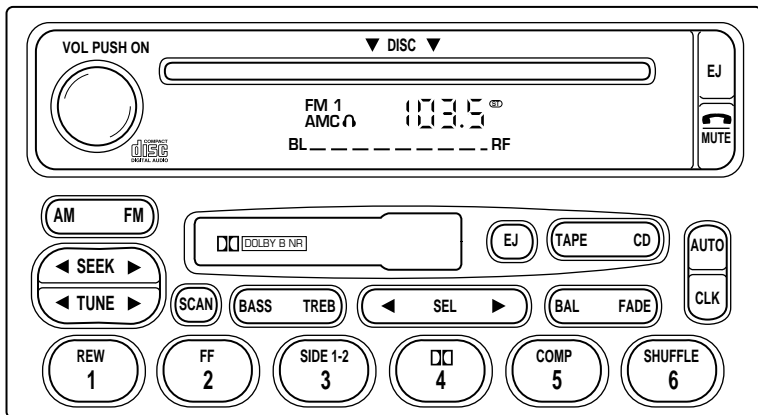 VOL PUSH ON
▼ DISC ▼
EJ
FM 1
103.5 ST
AMC
MUTE
COMPACT
disc
DIGITAL AUDIO
BL RF
AM FM
DOLBY B NR
EJ
TAPE CD
AUTO
◀ SEEK ▶
◀ TUNE ▶
SCAN
BASS TREB
◀ SEL ▶
BAL FADE
CLK
REW
1
FF
2
SIDE 1-2
3
4
COMP
5
SHUFFLE
6